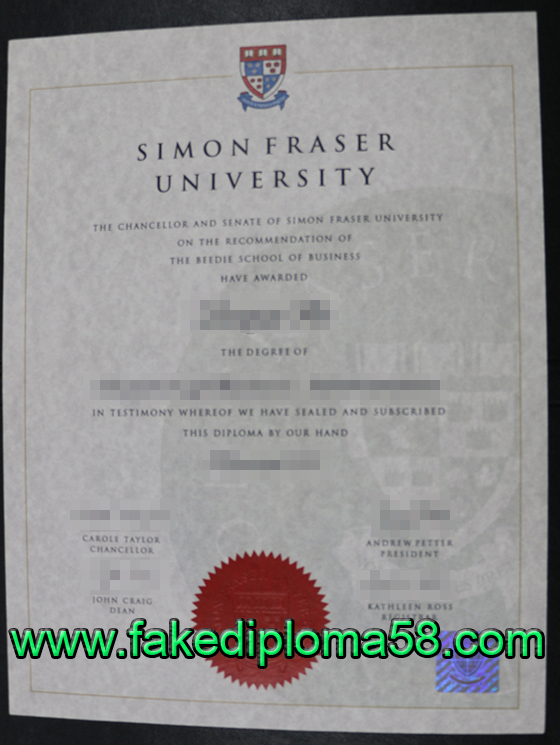 SIMON FRASER
UNIVERSITY
THE CHANCELLOR AND SENATE OF SIMON FRASER UNIVERSITY
ON THE RECOMMENDATION OF
THE BEEDIE SCHOOL OF BUSINESS
HAVE AWARDED
THE DEGREE OF
IN TESTIMONY WHEREOF WE HAVE SEALED AND SUBSCRIBED
THIS DIPLOMA BY OUR HAND
CAROLE TAYLOR
CHANCELLOR
ANDREW PETTER
PRESIDENT
JOHN CRAIG
DEAN
KATHLEEN ROSS
REGISTRAR
www.fakediploma58.com